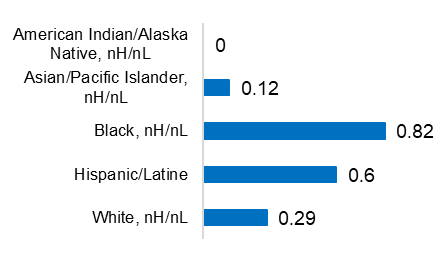 American Indian/Alaska
Native, nH/nL
0
Asian/Pacific Islander,
nH/nL
0.12
Black, nH/nL
0.82
Hispanic/Latine
0.6
White, nH/nL
0.29